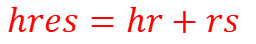 hres = hr + rs